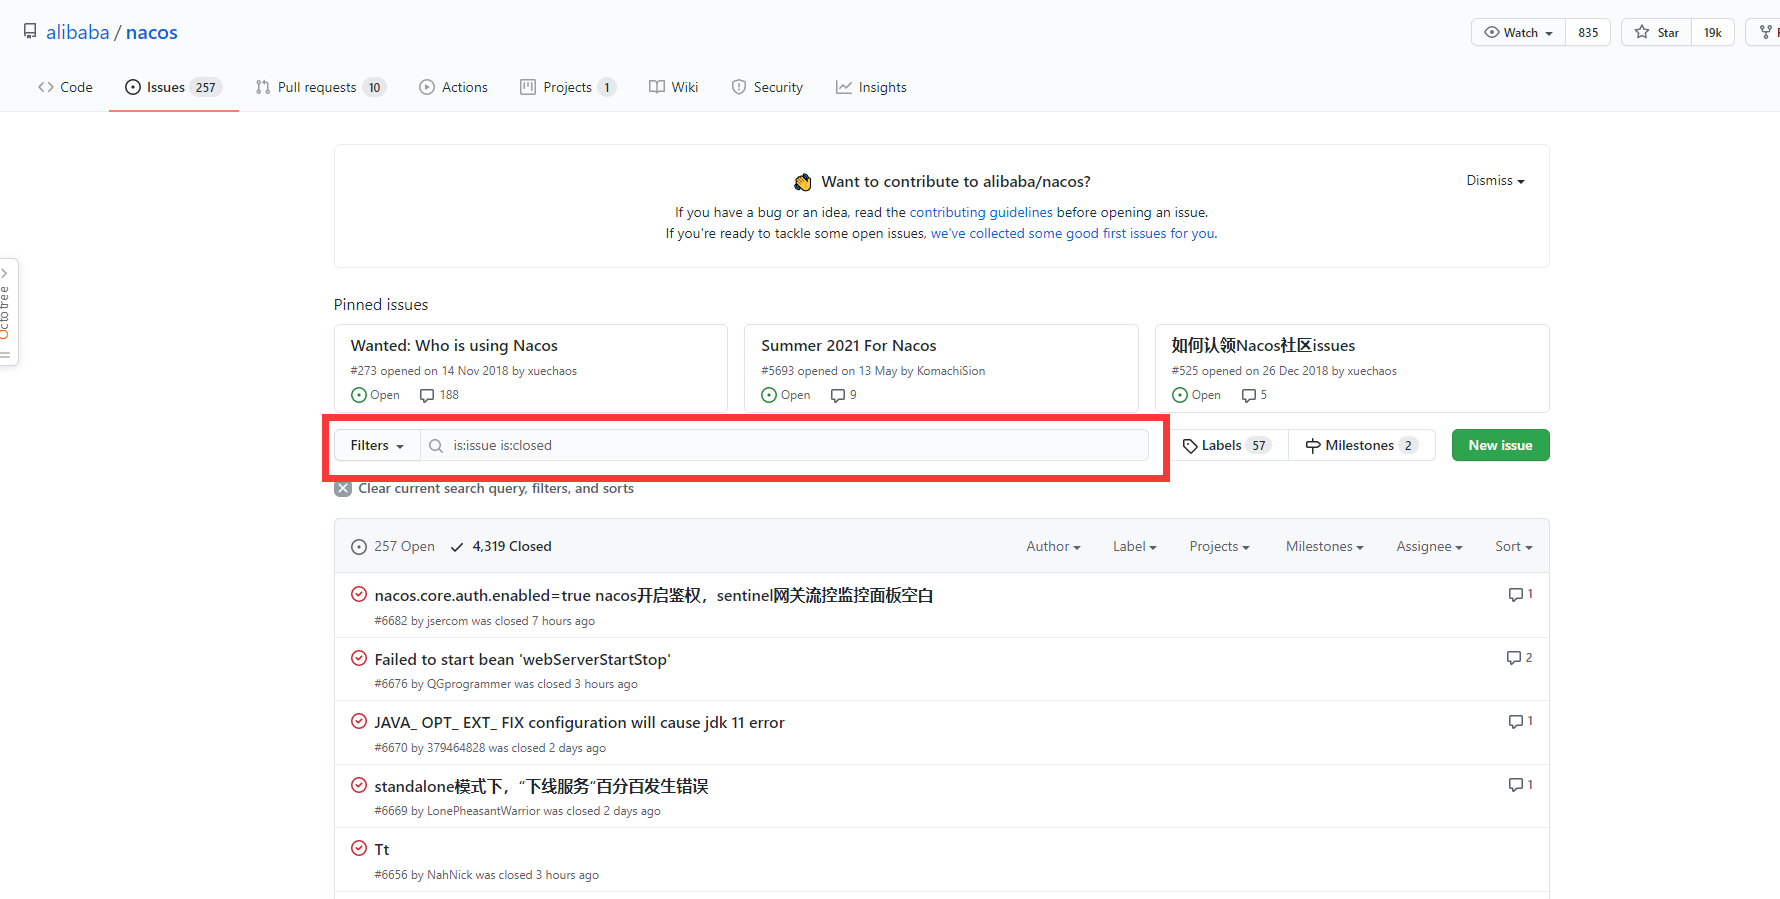 alibaba / nacos
Watch 835 Star 19k
Code Issues 257 Pull requests 10 Actions Projects 1 Wiki Security Insights
Want to contribute to alibaba/nacos?
Dismiss
If you have a bug or an idea, read the contributing guidelines before opening an issue.
If you're ready to tackle some open issues, we've collected some good first issues for you.
Octotree
Pinned issues
Wanted: Who is using Nacos
#273 opened on 14 Nov 2018 by xuechaos
Open 188
Summer 2021 For Nacos
#5693 opened on 13 May by KomachiSion
Open 9
如何认领Nacos社区issues
#525 opened on 26 Dec 2018 by xuechaos
Open 5
Filters is:issue is:closed
Labels 57 Milestones 2 New issue
Clear current search query, filters, and sorts
257 Open 4,319 Closed Author Label Projects Milestones Assignee Sort
nacos.core.auth.enabled=true nacos开启鉴权，sentinel网关流控监控面板空白 1
#6682 by jsercom was closed 7 hours ago
Failed to start bean 'webServerStartStop' 2
#6676 by QGprogrammer was closed 3 hours ago
JAVA_ OPT_ EXT_ FIX configuration will cause jdk 11 error 1
#6670 by 379464828 was closed 2 days ago
standalone模式下，“下线服务“百分百发生错误 1
#6669 by LonePheasantWarrior was closed 2 days ago
Tt
#6656 by NahNick was closed 3 hours ago